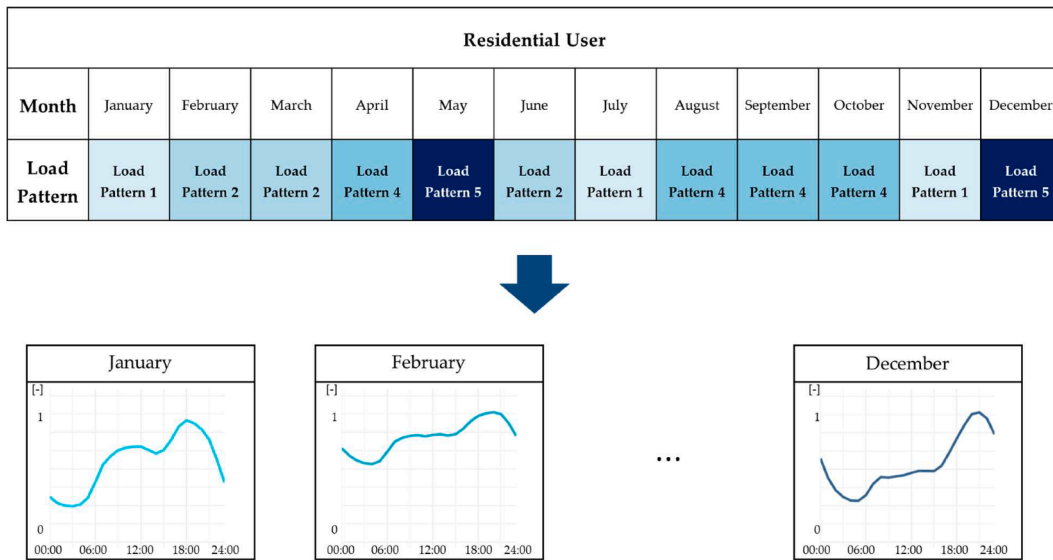 Residential User
Month January February March April May June July August September October November December
Load Pattern Load Pattern 1 Load Pattern 2 Load Pattern 2 Load Pattern 4 Load Pattern 5 Load Pattern 2 Load Pattern 1 Load Pattern 4 Load Pattern 4 Load Pattern 4 Load Pattern 1 Load Pattern 5
January
[-]
1
0
00:00 06:00 12:00 18:00 24:00
February
[-]
1
0
00:00 06:00 12:00 18:00 24:00
...
December
[-]
1
0
00:00 06:00 12:00 18:00 24:00